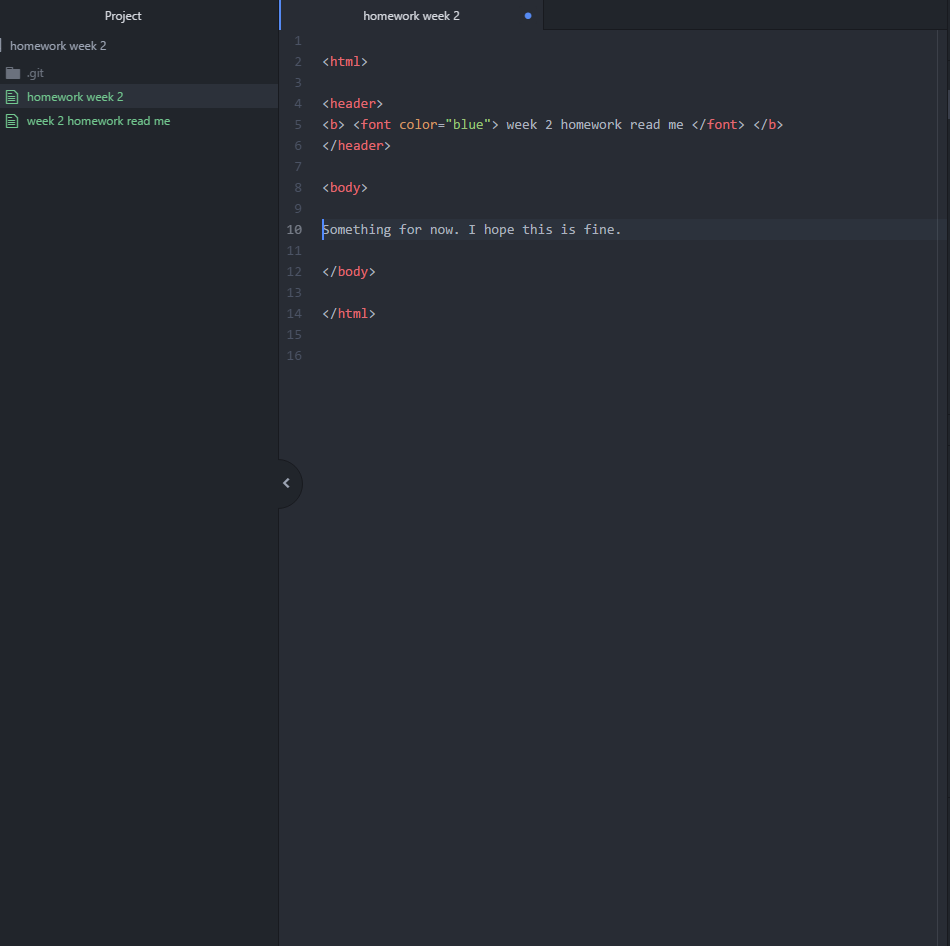 Project
homework week 2
homework week 2
.git
homework week 2
week 2 homework read me
1
2 <html>
3
4 <header>
5 <b> <font color="blue"> week 2 homework read me </font> </b>
6 </header>
7
8 <body>
9
10 Something for now. I hope this is fine.
11
12 </body>
13
14 </html>
15
16